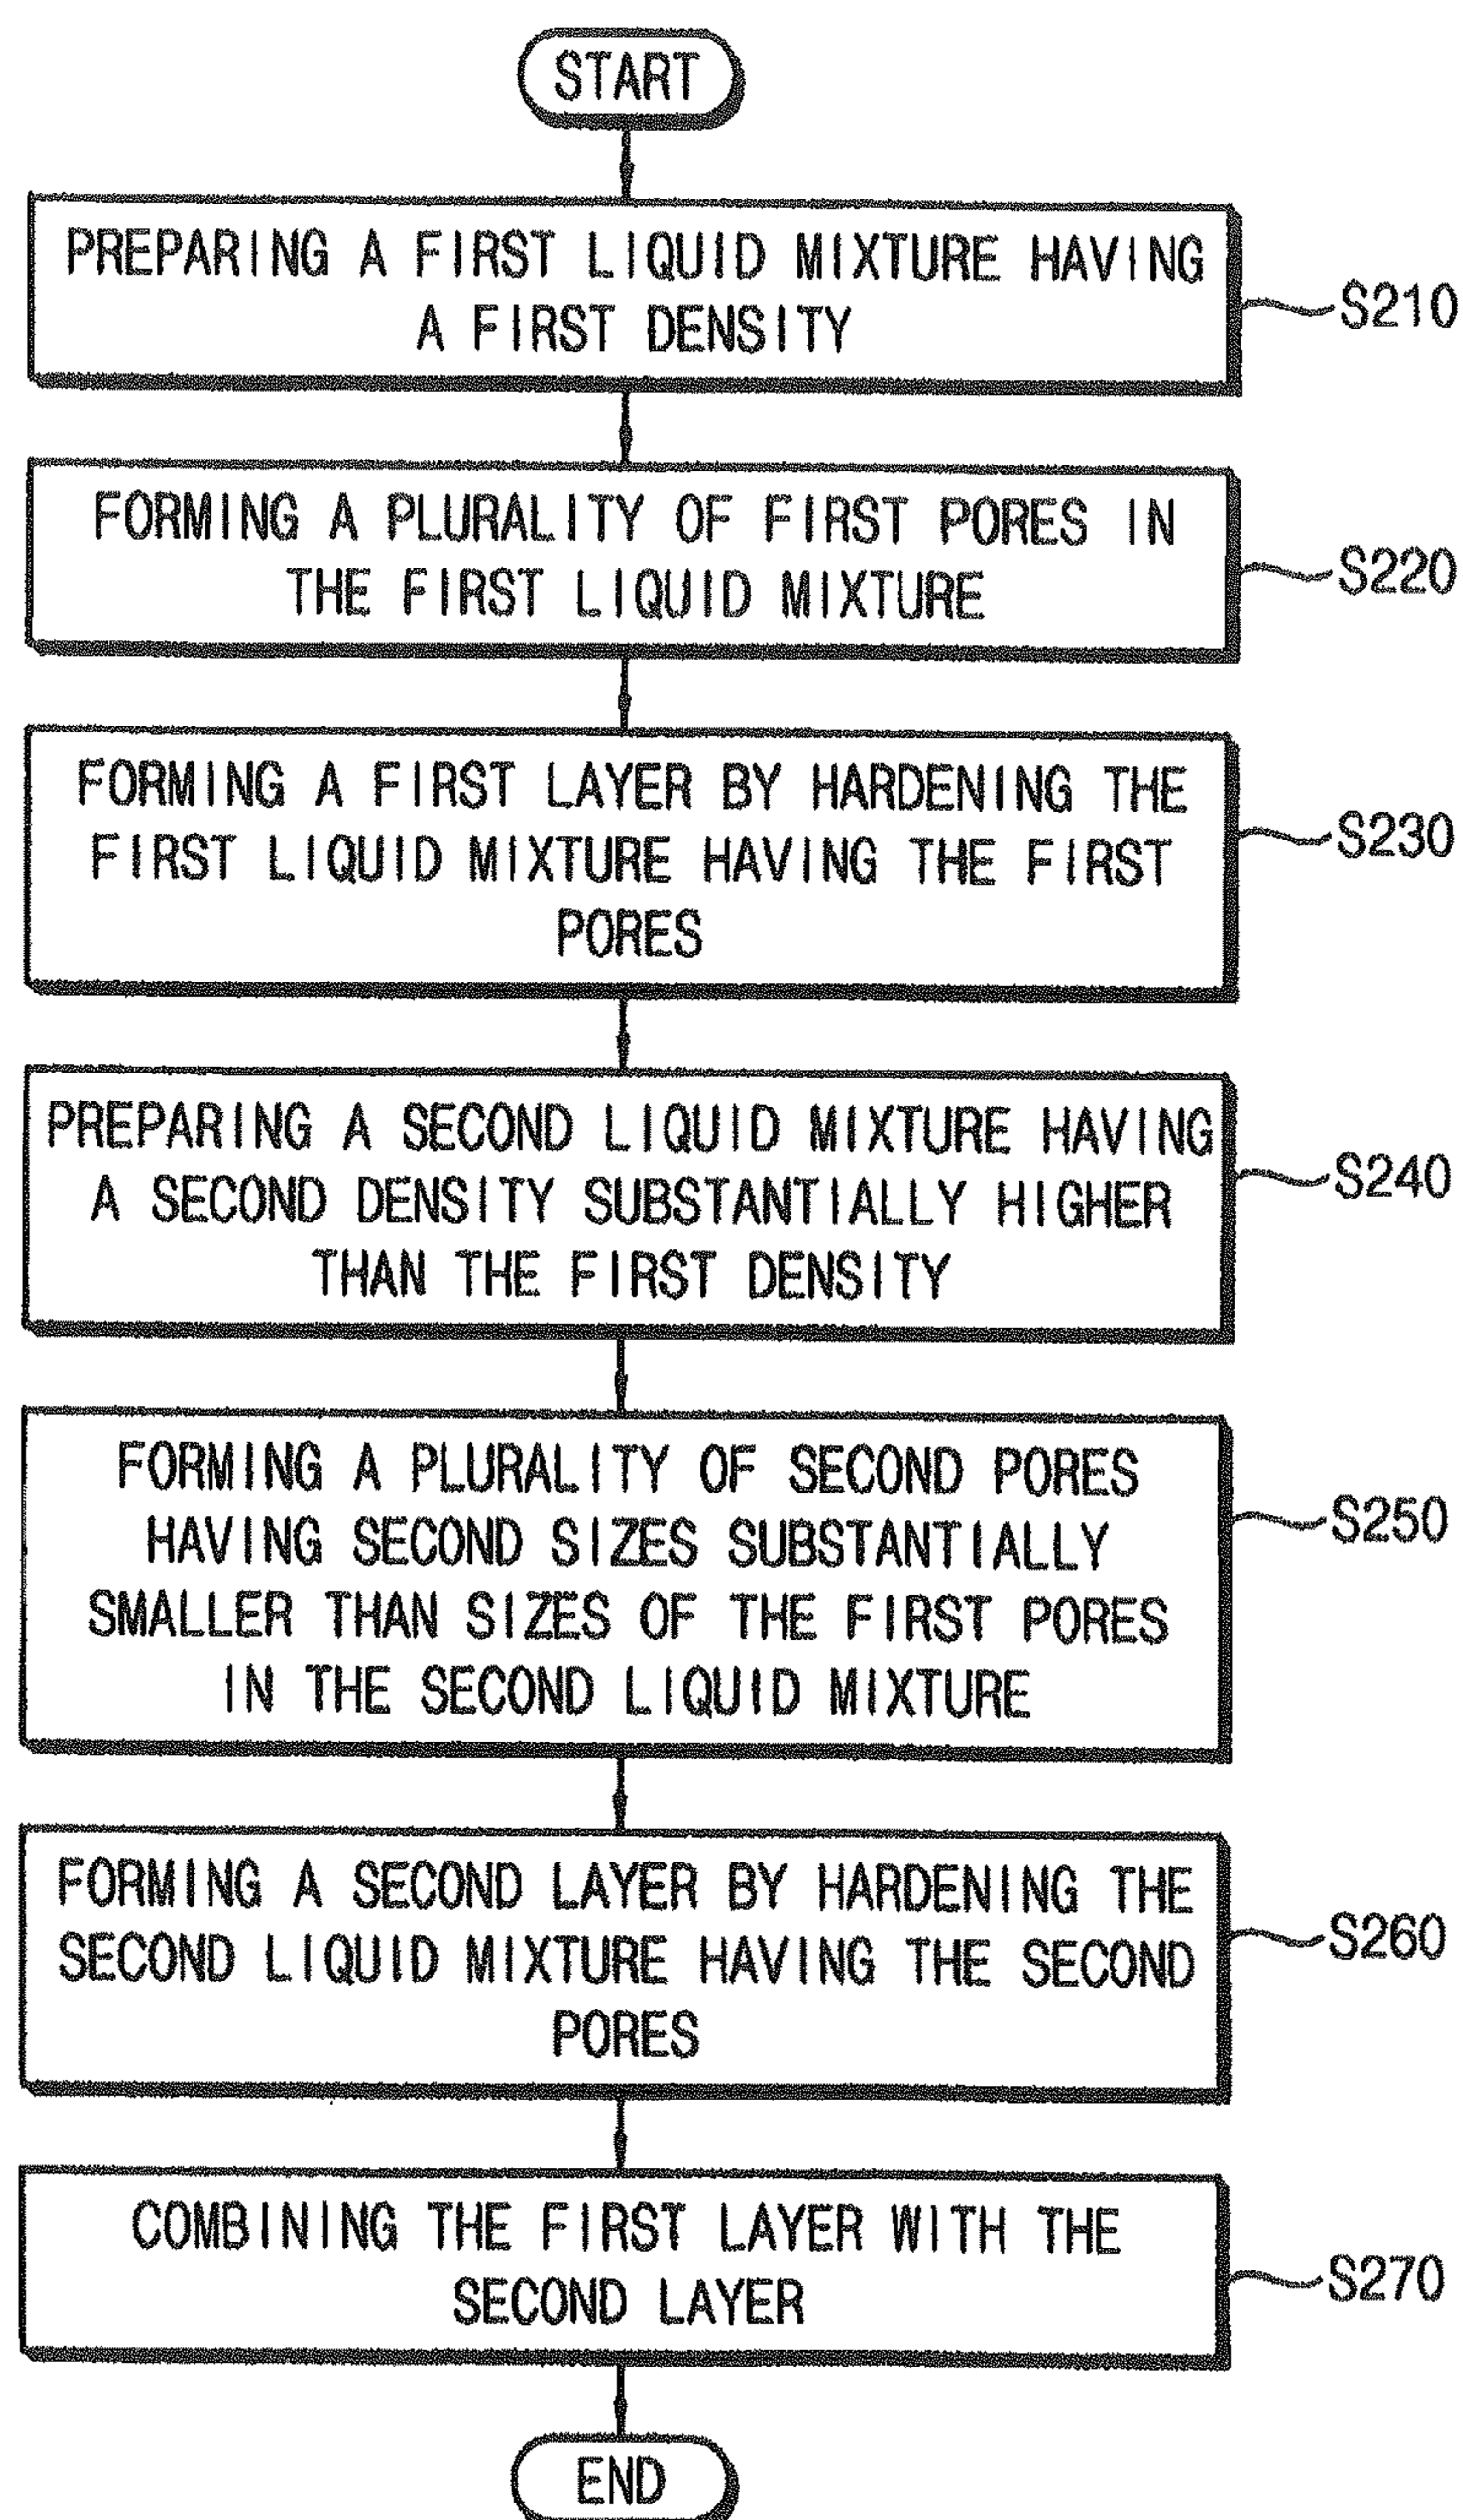 START
PREPARING A FIRST LIQUID MIXTURE HAVING
A FIRST DENSITY
S210
FORMING A PLURALITY OF FIRST PORES IN
THE FIRST LIQUID MIXTURE
S220
FORMING A FIRST LAYER BY HARDENING THE
FIRST LIQUID MIXTURE HAVING THE FIRST
PORES
S230
PREPARING A SECOND LIQUID MIXTURE HAVING
A SECOND DENSITY SUBSTANTIALLY HIGHER
THAN THE FIRST DENSITY
S240
FORMING A PLURALITY OF SECOND PORES
HAVING SECOND SIZES SUBSTANTIALLY
SMALLER THAN SIZES OF THE FIRST PORES
IN THE SECOND LIQUID MIXTURE
S250
FORMING A SECOND LAYER BY HARDENING THE
SECOND LIQUID MIXTURE HAVING THE SECOND
PORES
S260
COMBINING THE FIRST LAYER WITH THE
SECOND LAYER
S270
END